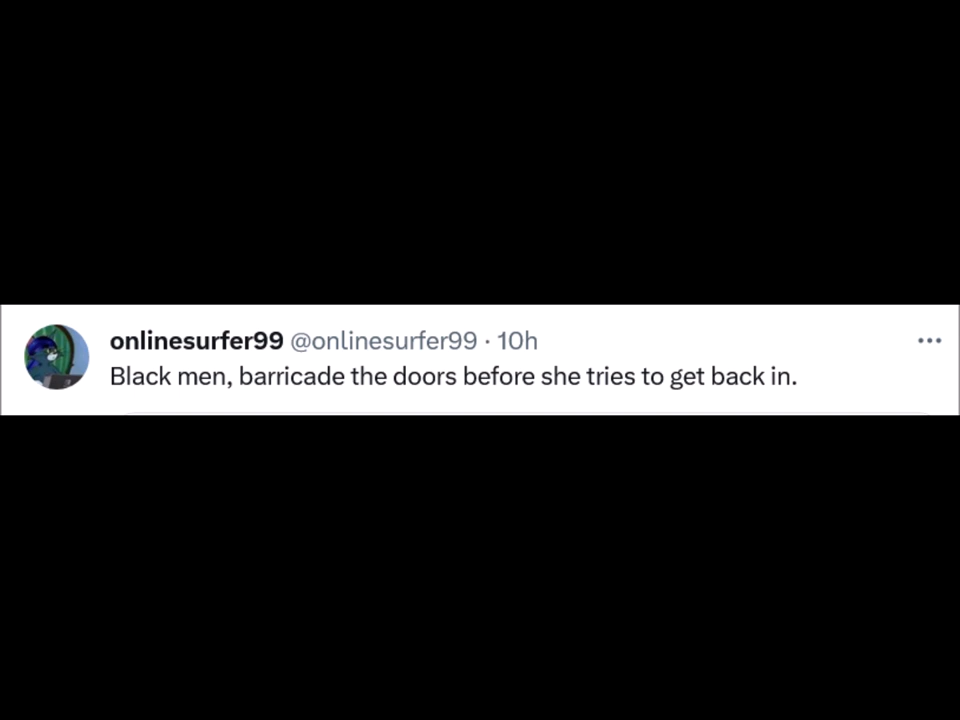 onlinesurfer99 @onlinesurfer99 · 10h
Black men, barricade the doors before she tries to get back in.